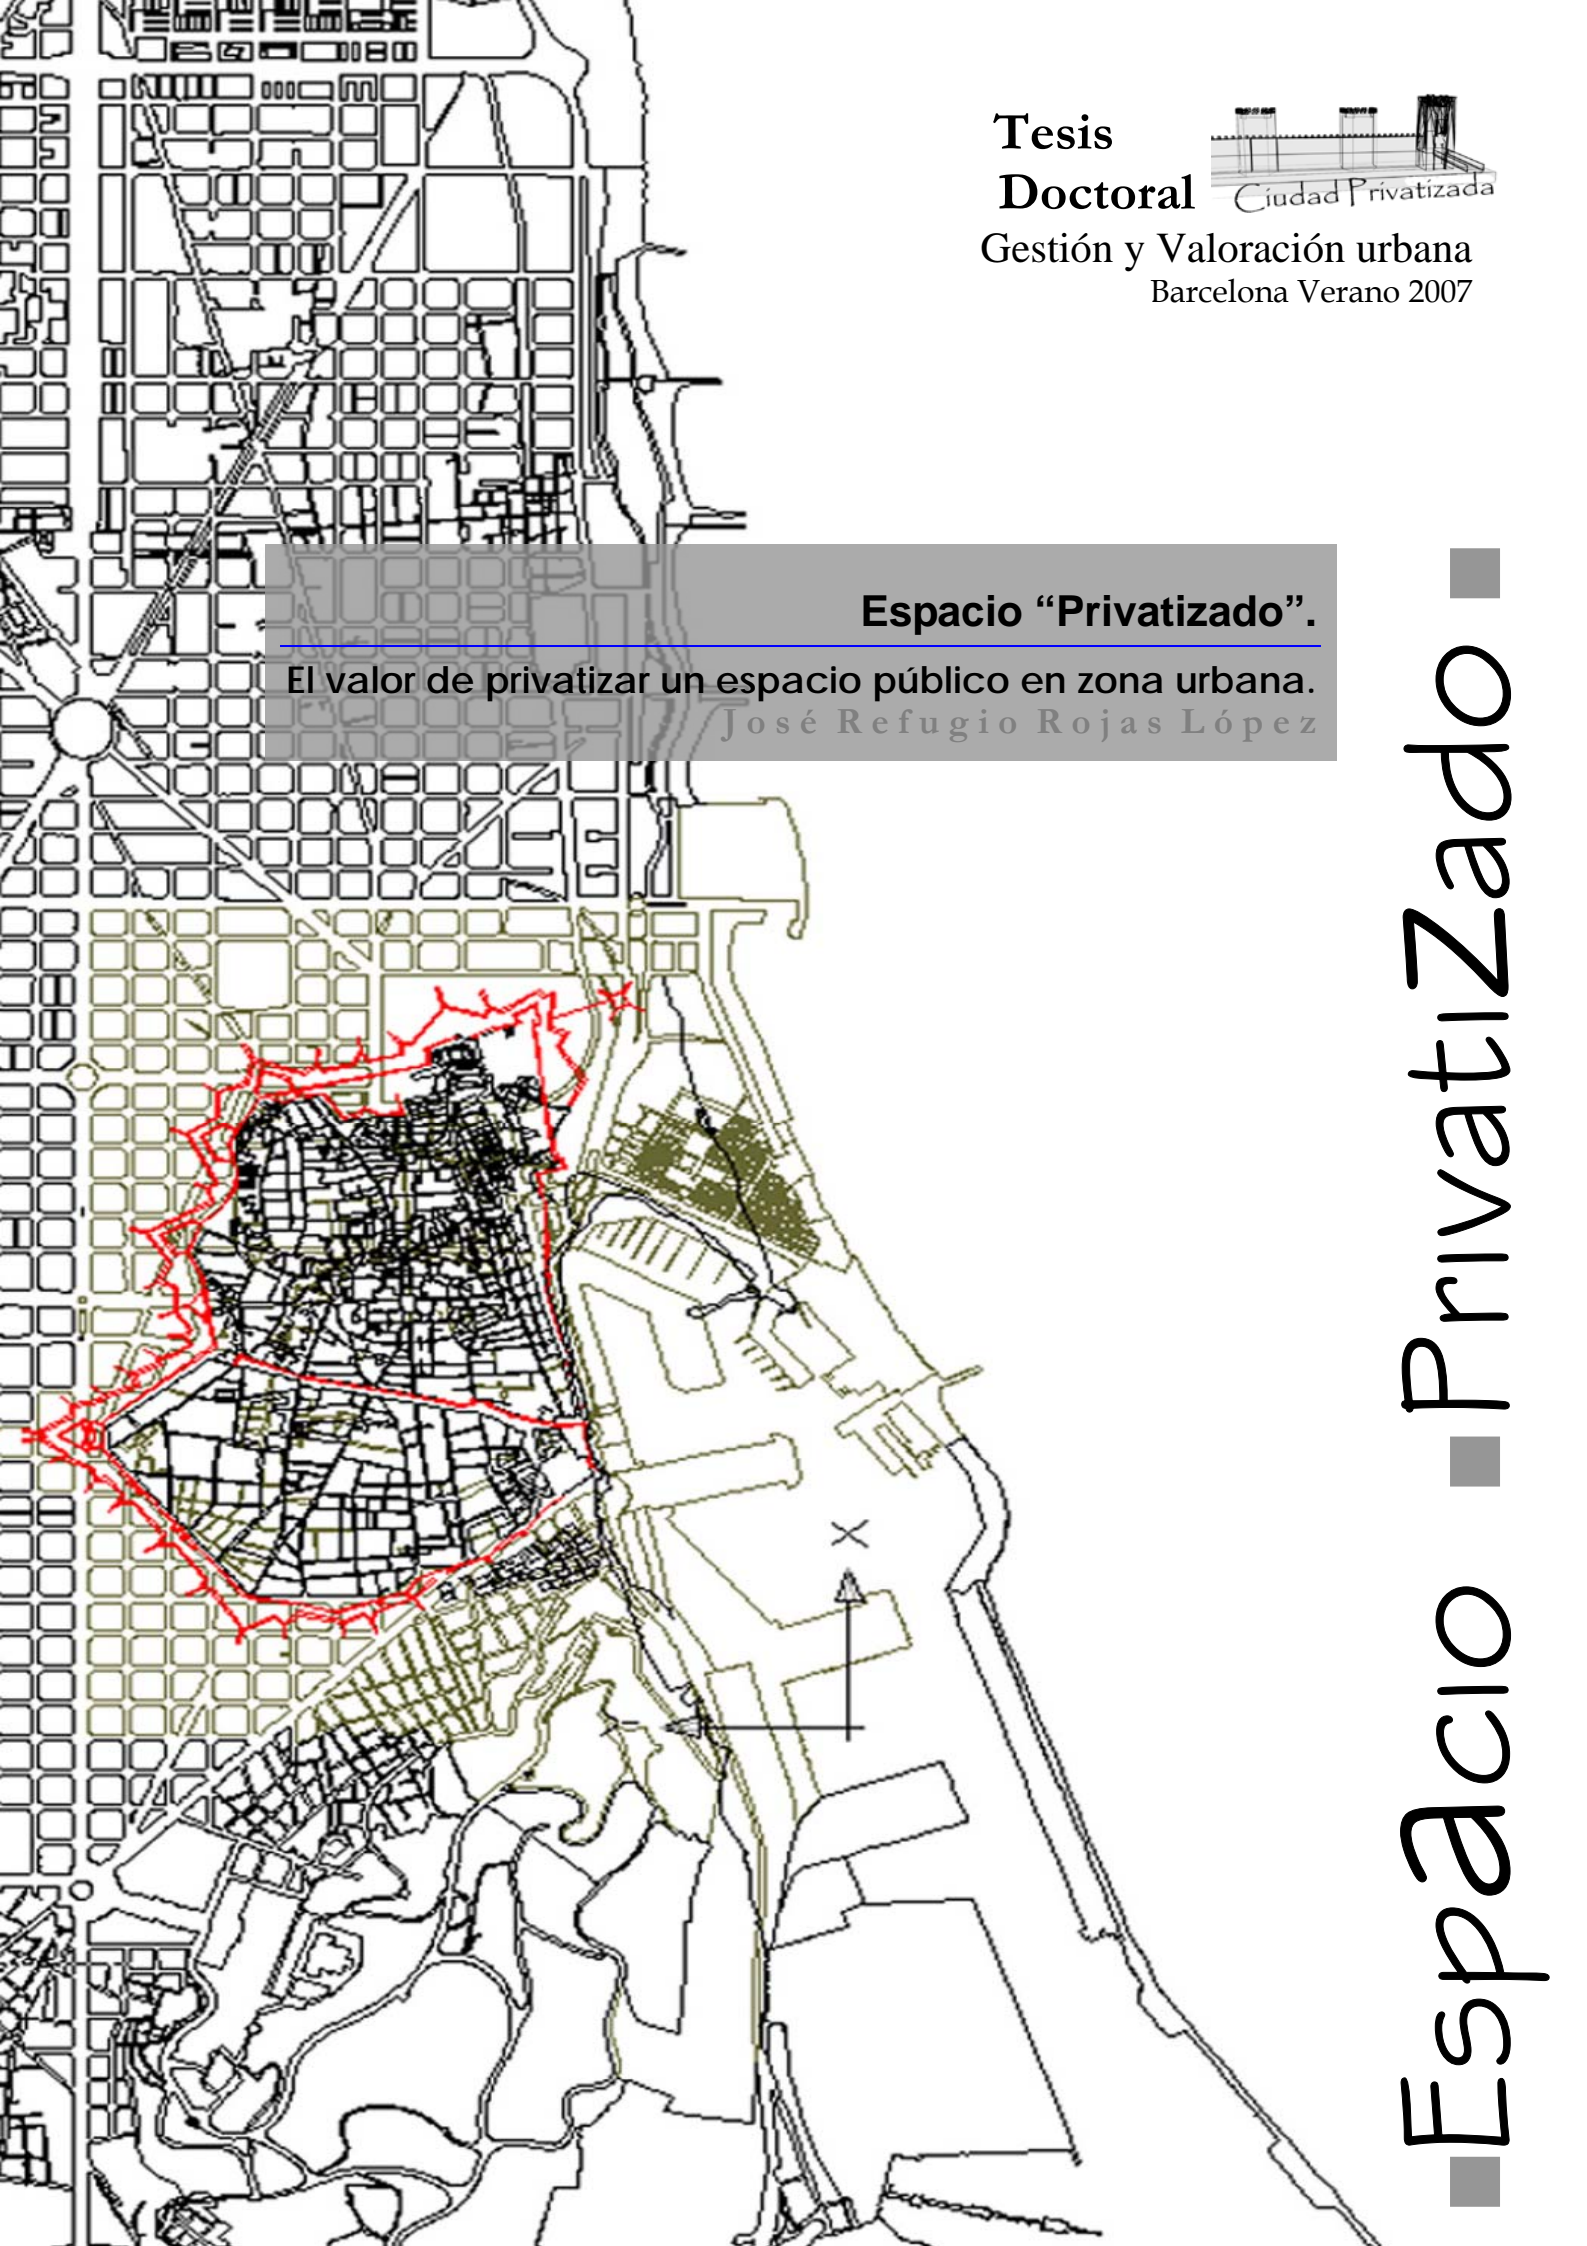 Tesis
Doctoral
Ciudad Privatizada
Gestión y Valoración urbana
Barcelona Verano 2007
Espacio “Privatizado”.
El valor de privatizar un espacio público en zona urbana.
José Refugio Rojas López
EspAcio PrivatiZado
X